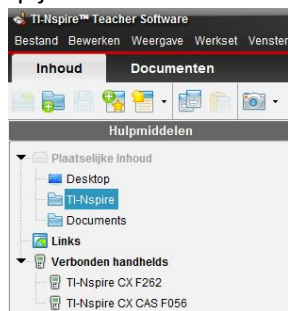 TI-Nspire™ Teacher Software
Bestand Bewerken Weergave Werkset Venster
Inhoud Documenten
Hulpmiddelen
Plaatselijke Inhoud
Desktop
TI-Nspire
Documents
Links
Verbonden handhelds
TI-Nspire CX F262
TI-Nspire CX CAS F056